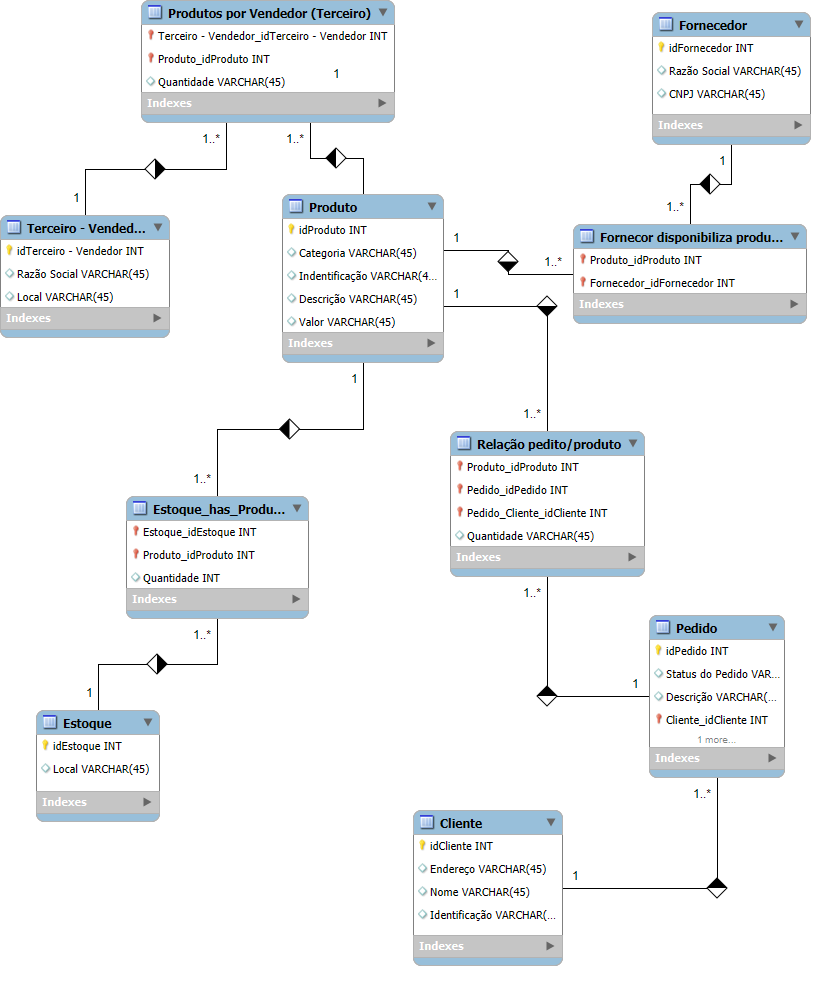 Produtos por Vendedor (Terceiro)
Terceiro - Vendedor_idTerceiro - Vendedor INT
Produto_idProduto INT
Quantidade VARCHAR(45)
Indexes
1
1..*
1..*
1
Terceiro - Vended...
idTerceiro - Vendedor INT
Razão Social VARCHAR(45)
Local VARCHAR(45)
Indexes
Fornecedor
idFornecedor INT
Razão Social VARCHAR(45)
CNPJ VARCHAR(45)
Indexes
1
1..*
Produto
idProduto INT
Categoria VARCHAR(45)
Indentificação VARCHAR(4...
Descrição VARCHAR(45)
Valor VARCHAR(45)
Indexes
1
1..*
1
1
Fornecor disponibiliza produ...
Produto_idProduto INT
Fornecedor_idFornecedor INT
Indexes
1..*
1..*
Relação pedito/produto
Produto_idProduto INT
Pedido_idPedido INT
Pedido_Cliente_idCliente INT
Quantidade VARCHAR(45)
Indexes
1..*
1
Estoque_has_Produ...
Estoque_idEstoque INT
Produto_idProduto INT
Quantidade INT
Indexes
1..*
1
Estoque
idEstoque INT
Local VARCHAR(45)
Indexes
Pedido
idPedido INT
Status do Pedido VAR...
Descrição VARCHAR(...
Cliente_idCliente INT
1 more...
Indexes
1..*
1
Cliente
idCliente INT
Endereço VARCHAR(45)
Nome VARCHAR(45)
Identificação VARCHAR(...
Indexes